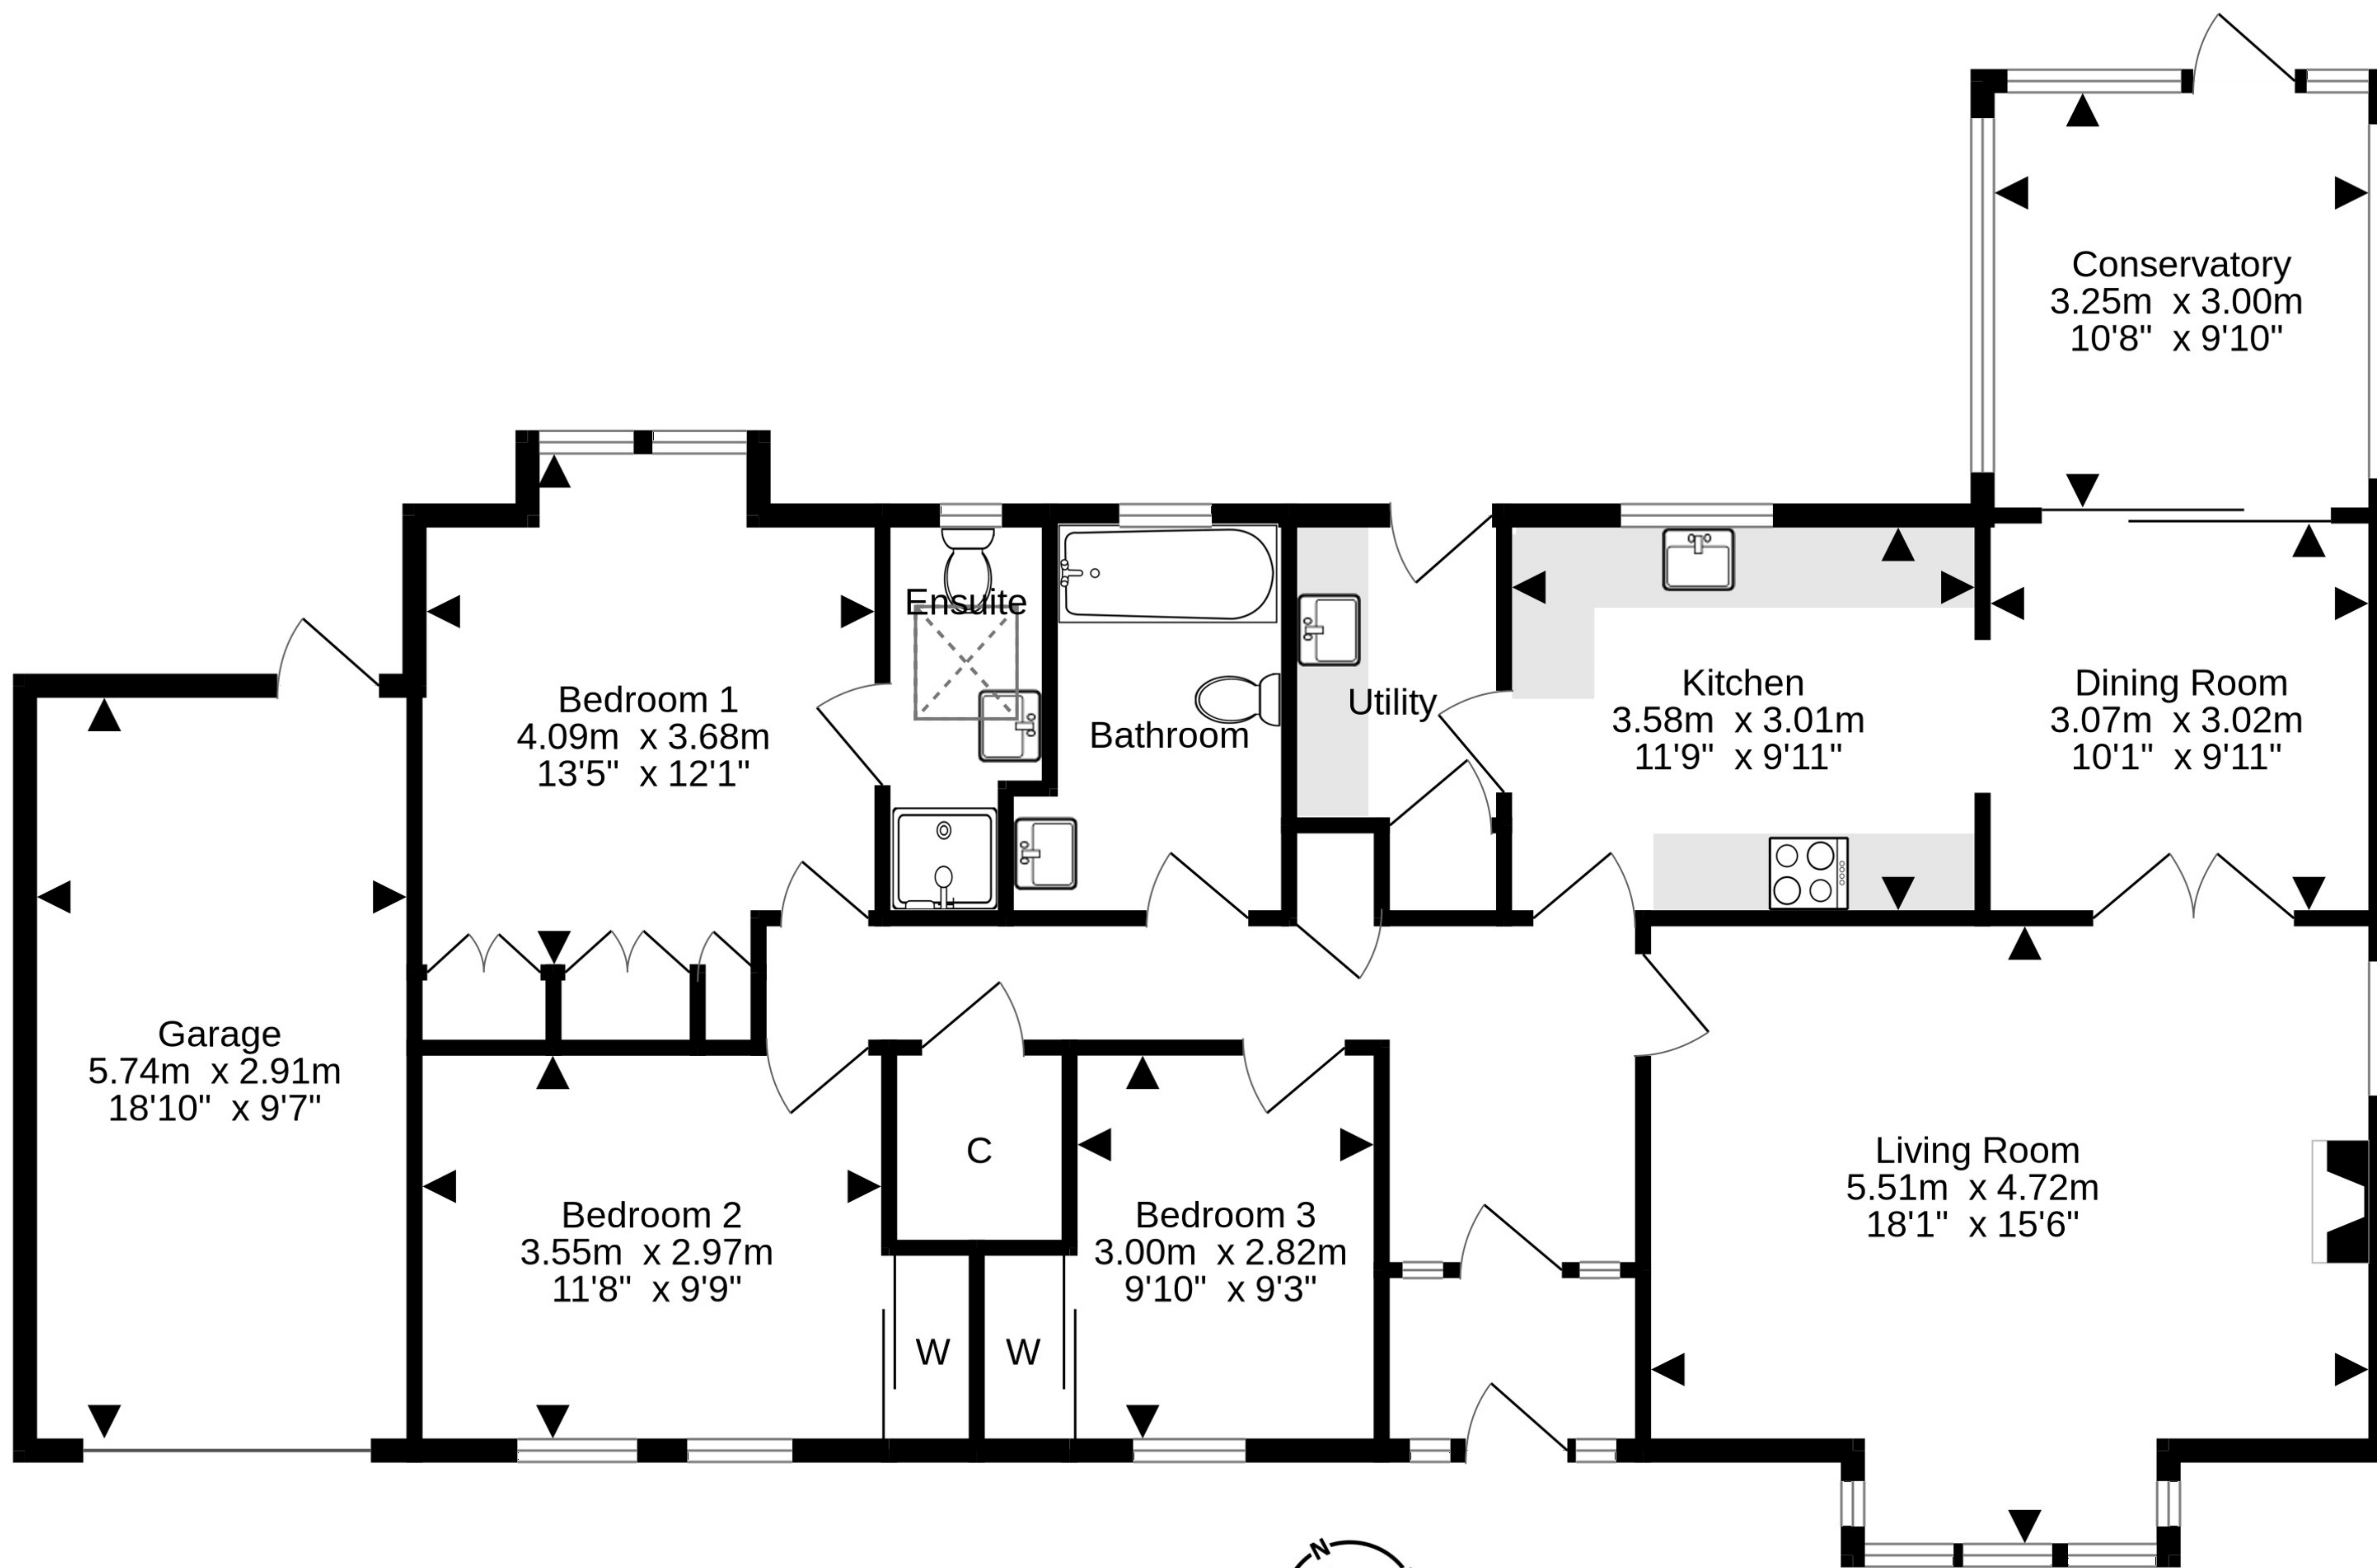 Conservatory
3.25m x 3.00m
10'8" x 9'10"
Ensuite
Bedroom 1
4.09m x 3.68m
13'5" x 12'1"
Bathroom
Utility
Kitchen
3.58m x 3.01m
11'9" x 9'11"
Dining Room
3.07m x 3.02m
10'1" x 9'11"
Garage
5.74m x 2.91m
18'10" x 9'7"
C
Bedroom 2
3.55m x 2.97m
11'8" x 9'9"
Bedroom 3
3.00m x 2.82m
9'10" x 9'3"
Living Room
5.51m x 4.72m
18'1" x 15'6"
W
W
N